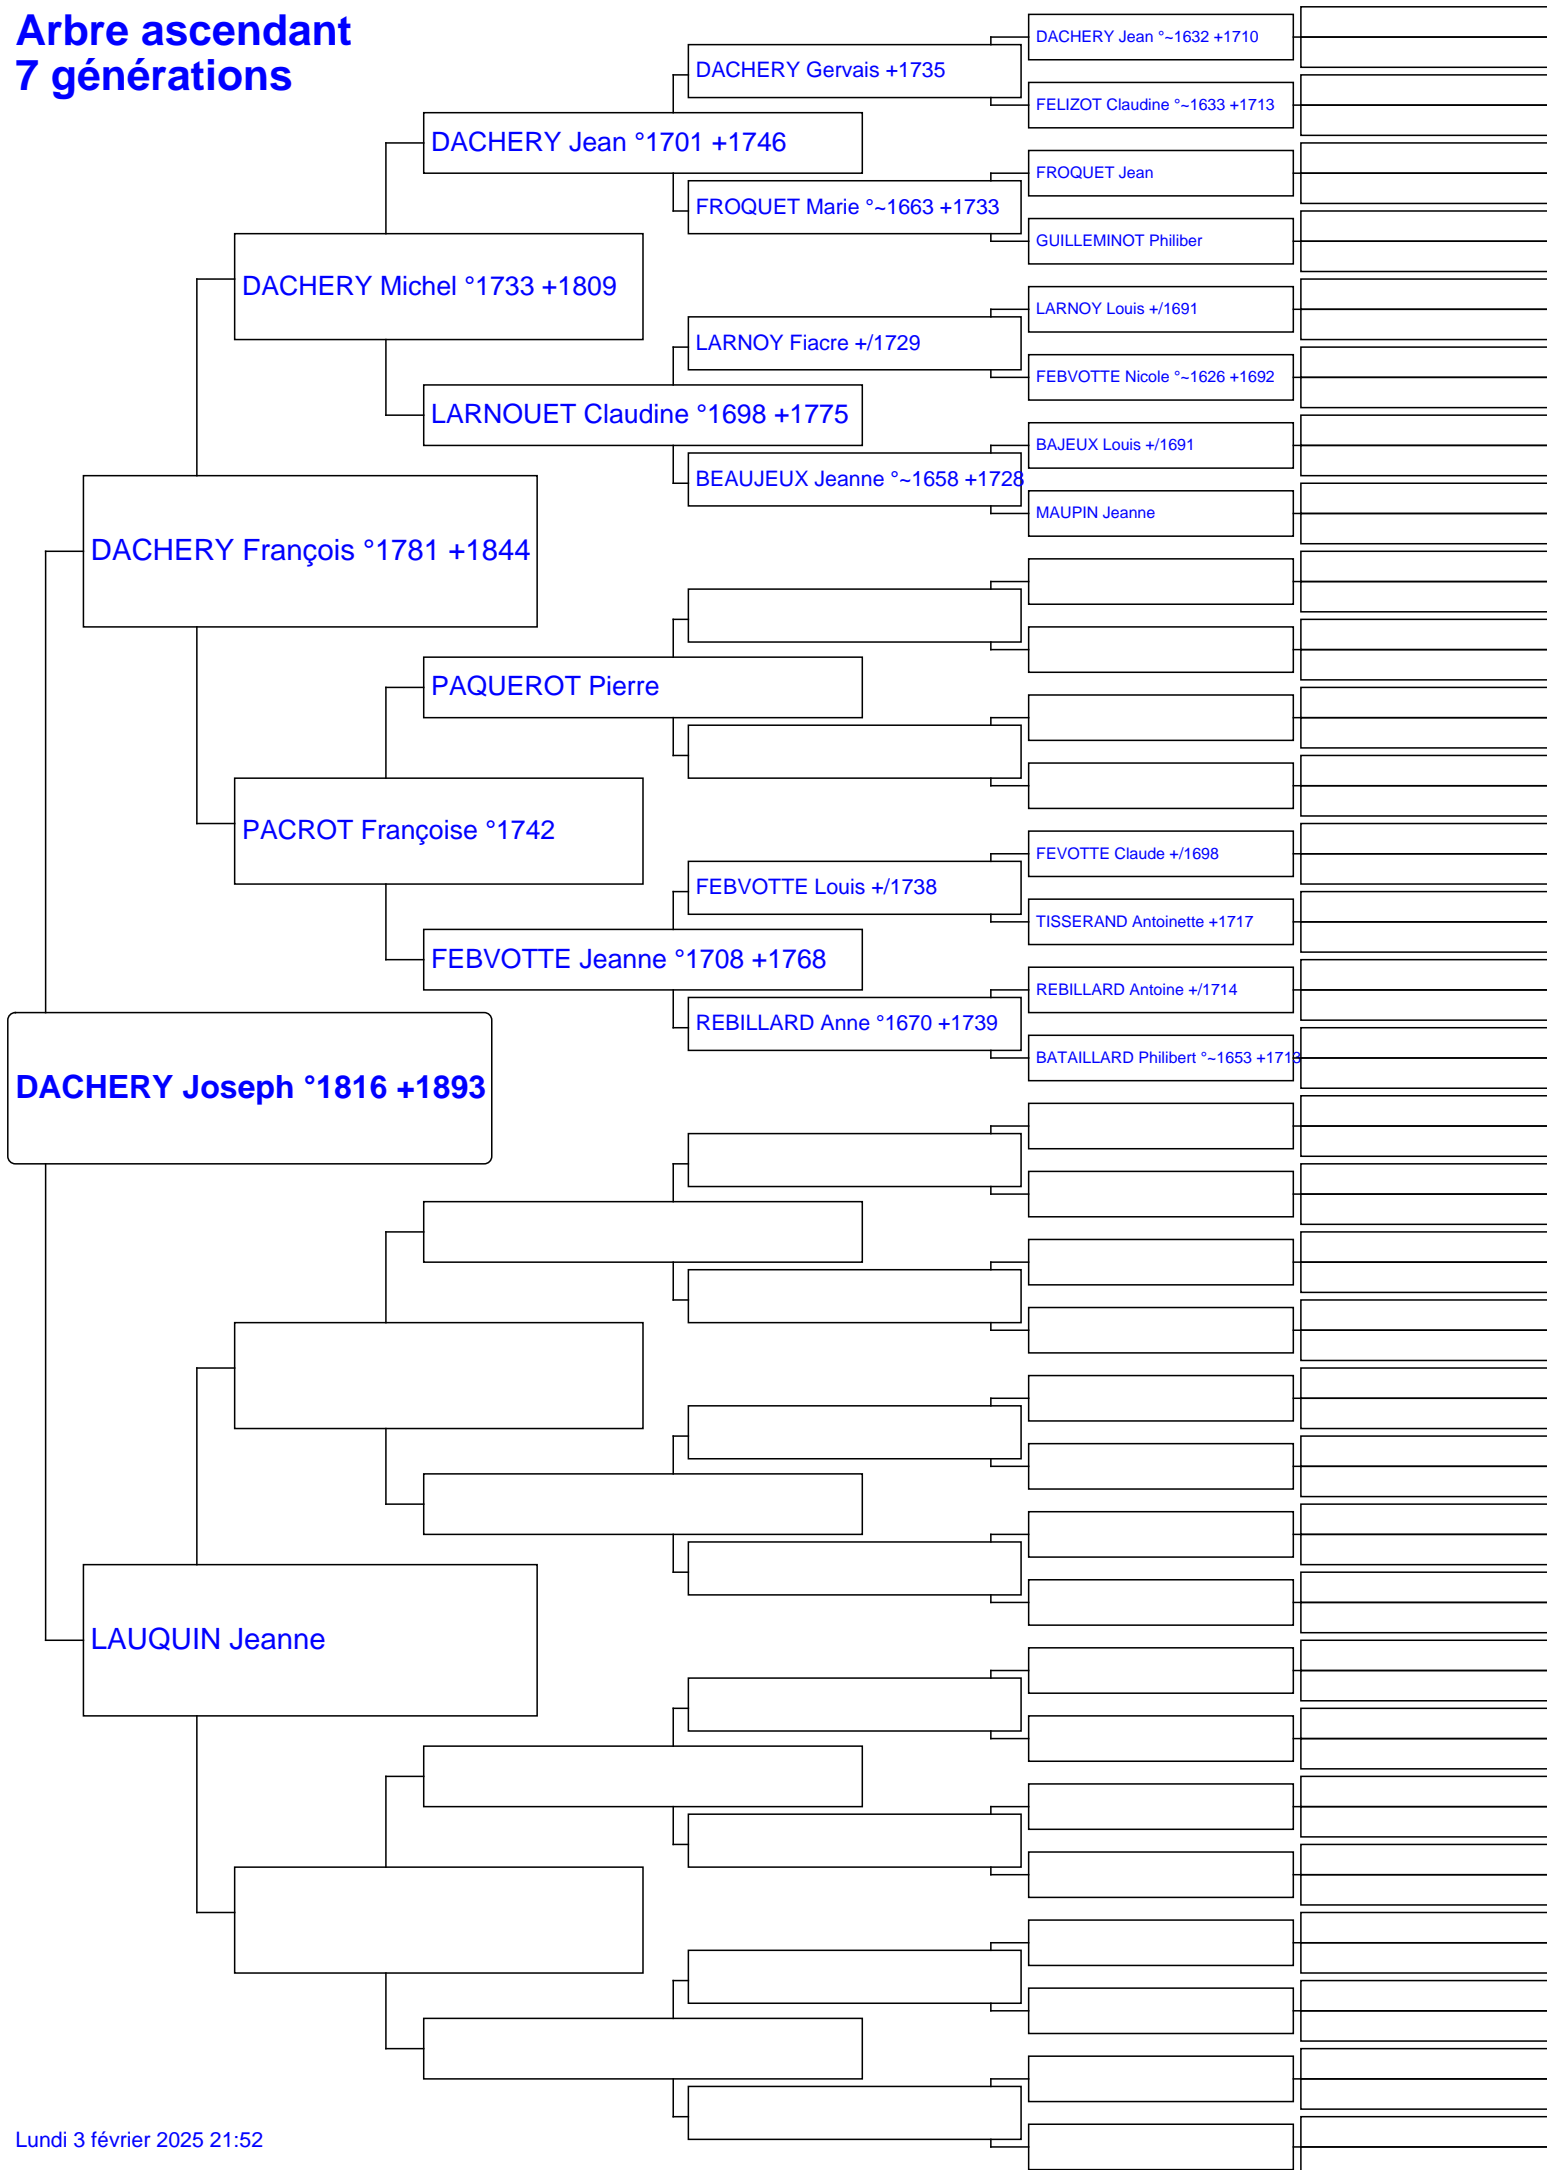 Arbre ascendant
7 générations
DACHERY Jean °~1632 +1710
DACHERY Gervais +1735
FELIZOT Claudine °~1633 +1713
DACHERY Jean °1701 +1746
FROQUET Jean
FROQUET Marie °~1663 +1733
GUILLEMINOT Philiber
DACHERY Michel °1733 +1809
LARNOY Louis +/1691
LARNOY Fiacre +/1729
FEBVOTTE Nicole °~1626 +1692
LARNOUET Claudine °1698 +1775
BAJEUX Louis +/1691
BEAUJEUX Jeanne °~1658 +1728
MAUPIN Jeanne
DACHERY François °1781 +1844
PAQUEROT Pierre
PACROT Françoise °1742
FEVOTTE Claude +/1698
FEBVOTTE Louis +/1738
TISSERAND Antoinette +1717
FEBVOTTE Jeanne °1708 +1768
REBILLARD Antoine +/1714
REBILLARD Anne °1670 +1739
BATAILLARD Philibert °~1653 +1713
DACHERY Joseph °1816 +1893
LAUQUIN Jeanne
Lundi 3 février 2025 21:52